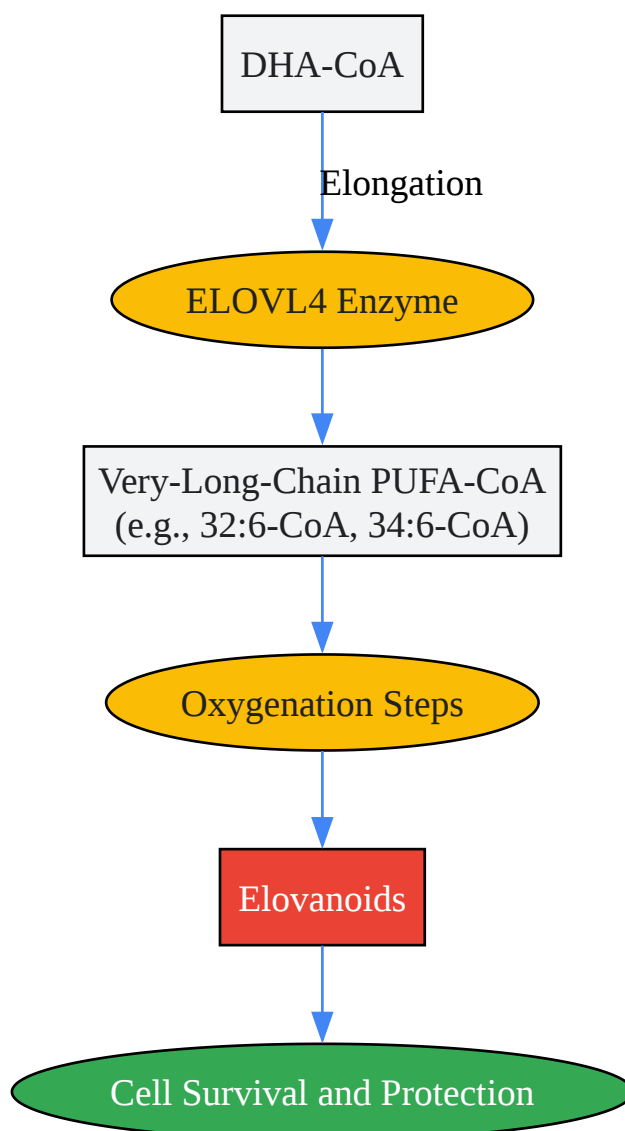 DHA-CoA
Elongation
ELOVL4 Enzyme
Very-Long-Chain PUFA-CoA
(e.g., 32:6-CoA, 34:6-CoA)
Oxygenation Steps
Elovanoids
Cell Survival and Protection